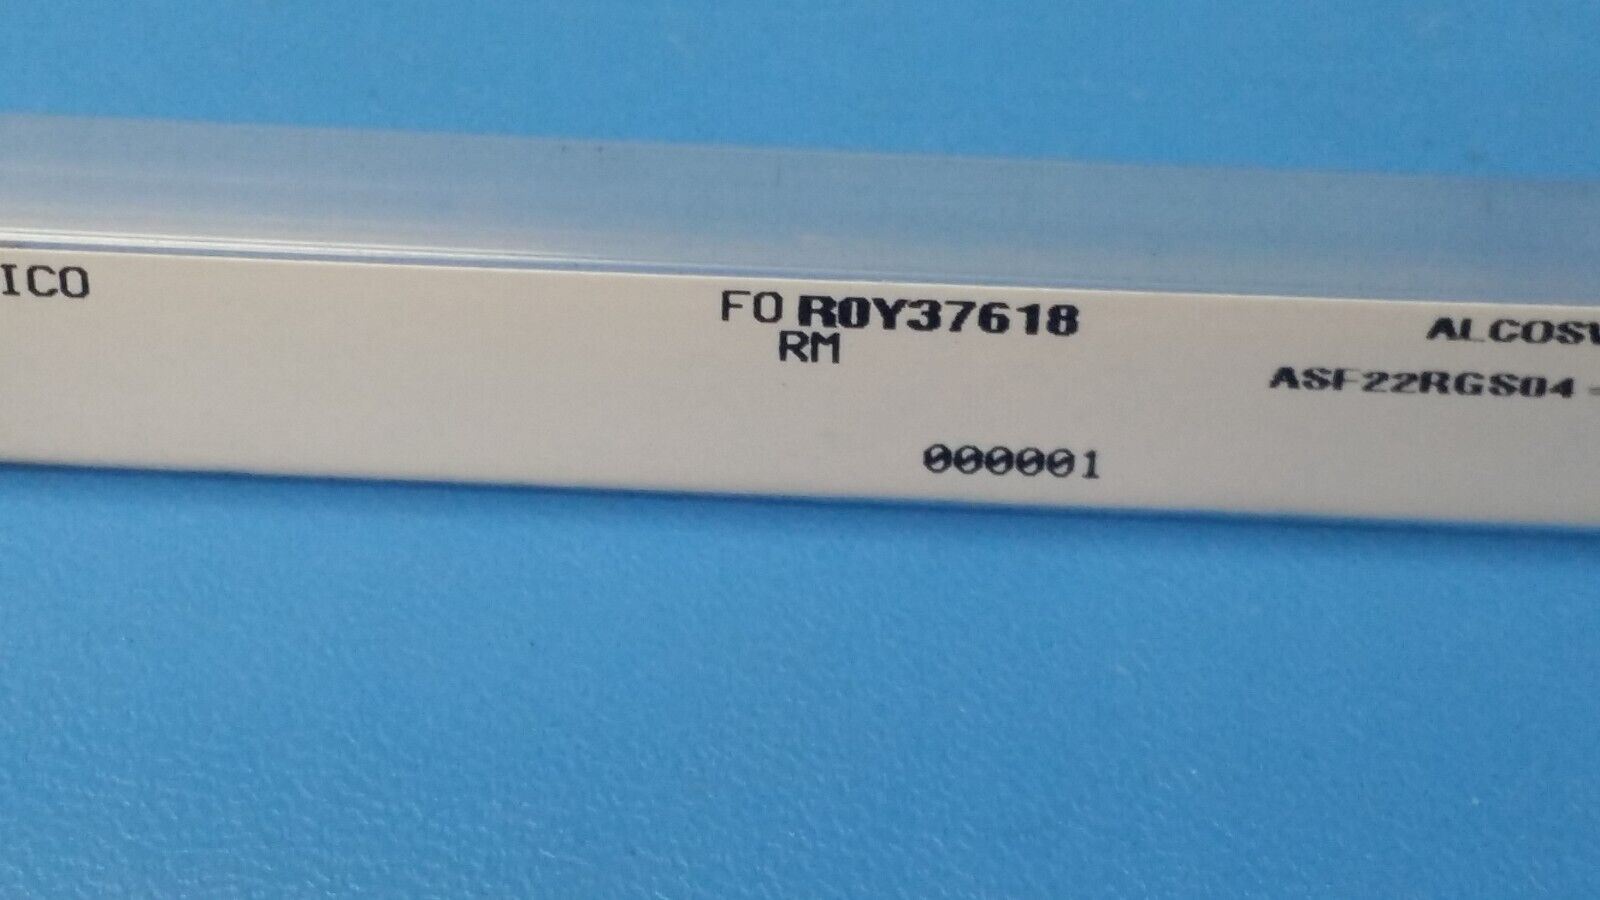 ICO FO R0Y37618 ALCOSW
RM
ASF22RGS04 -
000001